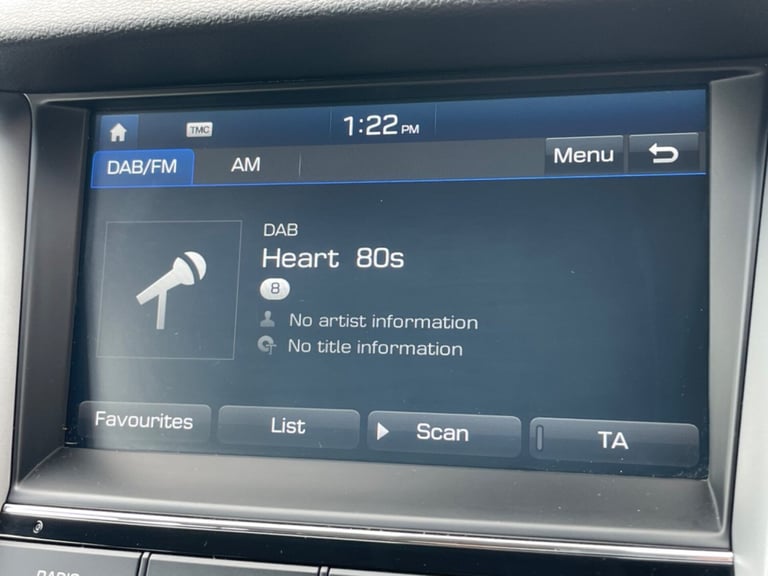 TMC
1:22 PM
DAB/FM AM Menu
DAB
Heart 80s
8
No artist information
No title information
Favourites List Scan TA
RADIO